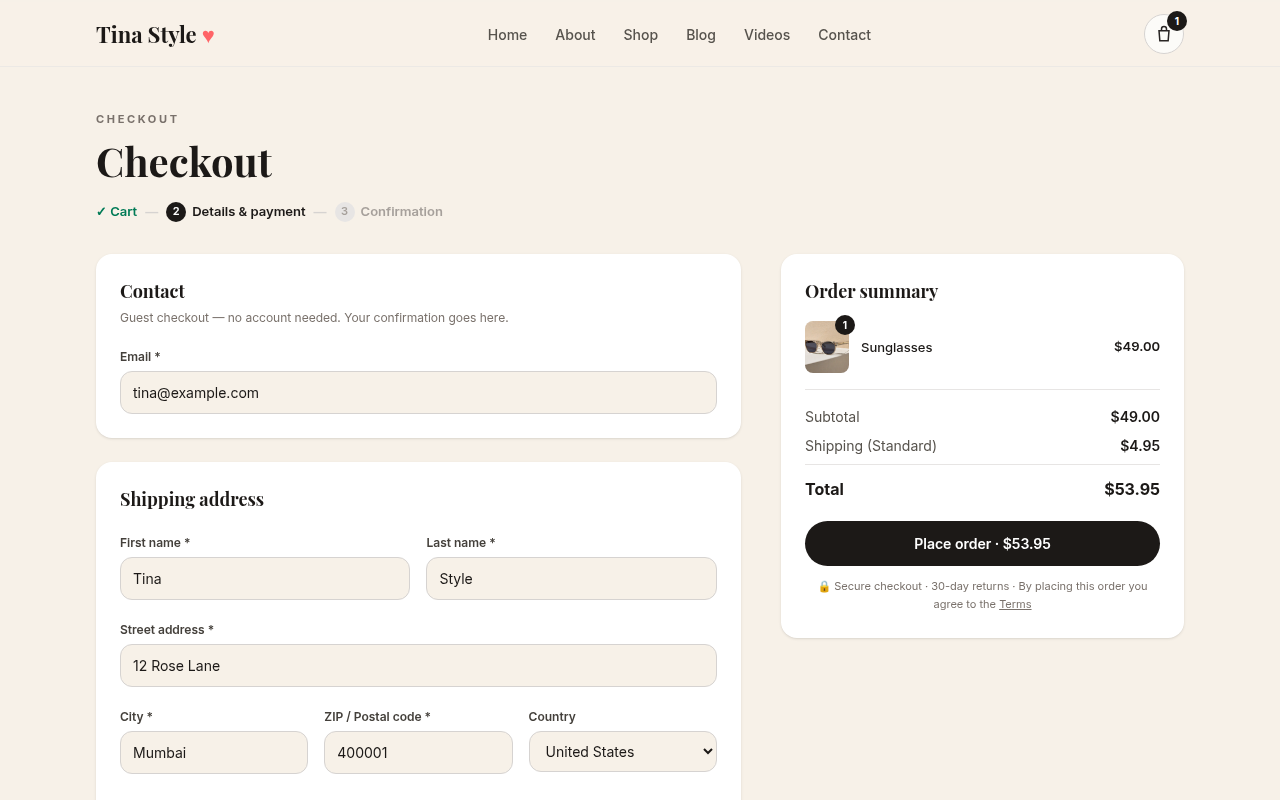 Tina Style ♥
Home
About
Shop
Blog
Videos
Contact
1
CHECKOUT
Checkout
✓ Cart — 2 Details & payment — 3 Confirmation
Contact
Guest checkout — no account needed. Your confirmation goes here.
Email *
tina@example.com
Shipping address
First name *
Last name *
Tina
Style
Street address *
12 Rose Lane
City *
ZIP / Postal code *
Country
Mumbai
400001
United States
Order summary
1
Sunglasses
$49.00
Subtotal
$49.00
Shipping (Standard)
$4.95
Total
$53.95
Place order · $53.95
🔒 Secure checkout · 30-day returns · By placing this order you
agree to the Terms